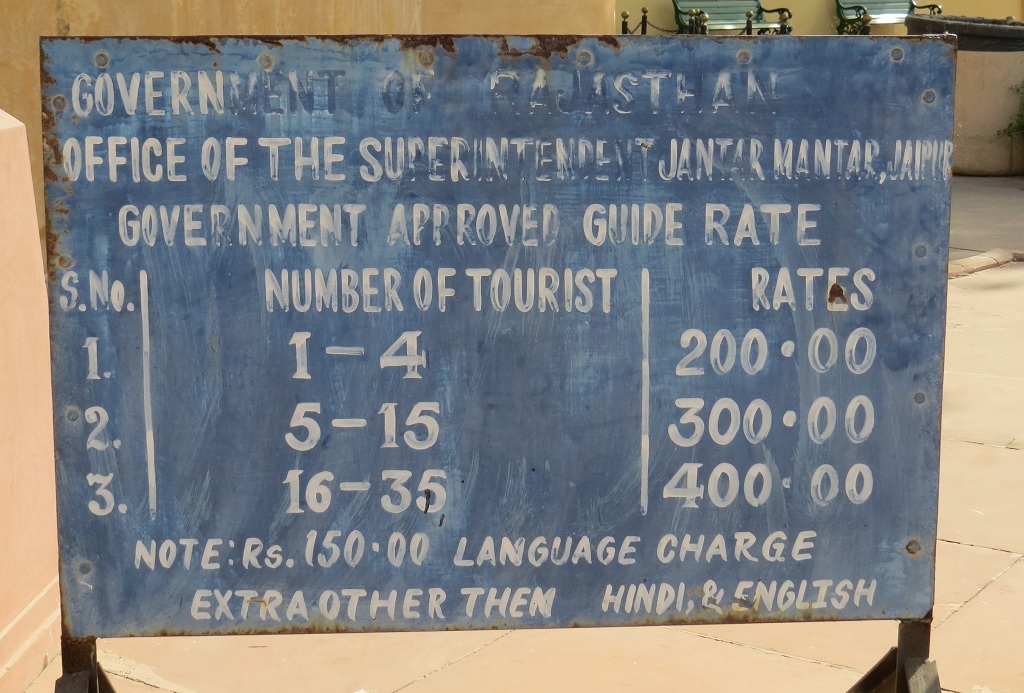 GOVERNMENT OF RAJASTHAN
OFFICE OF THE SUPERINTENDENT JANTAR MANTAR, JAIPUR
GOVERNMENT APPROVED GUIDE RATE
S.No. NUMBER OF TOURIST RATES
1. 1-4 200.00
2. 5-15 300.00
3. 16-35 400.00
NOTE: Rs. 150.00 LANGUAGE CHARGE
EXTRA OTHER THEN HINDI, & ENGLISH